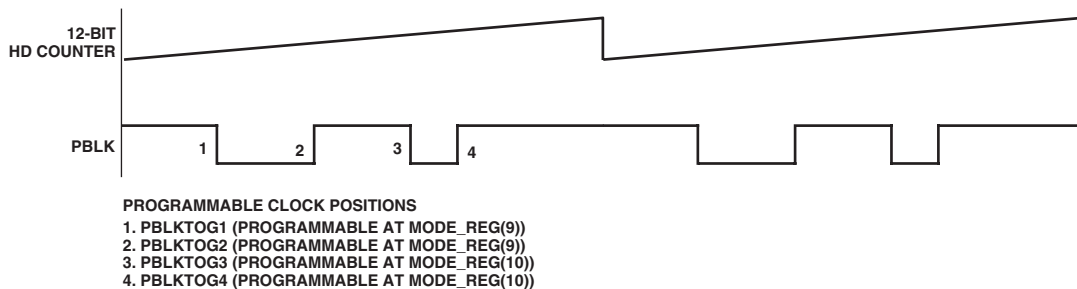 12-BIT
HD COUNTER
PBLK
1
2
3
4
PROGRAMMABLE CLOCK POSITIONS
1. PBLKTOG1 (PROGRAMMABLE AT MODE_REG(9))
2. PBLKTOG2 (PROGRAMMABLE AT MODE_REG(9))
3. PBLKTOG3 (PROGRAMMABLE AT MODE_REG(10))
4. PBLKTOG4 (PROGRAMMABLE AT MODE_REG(10))